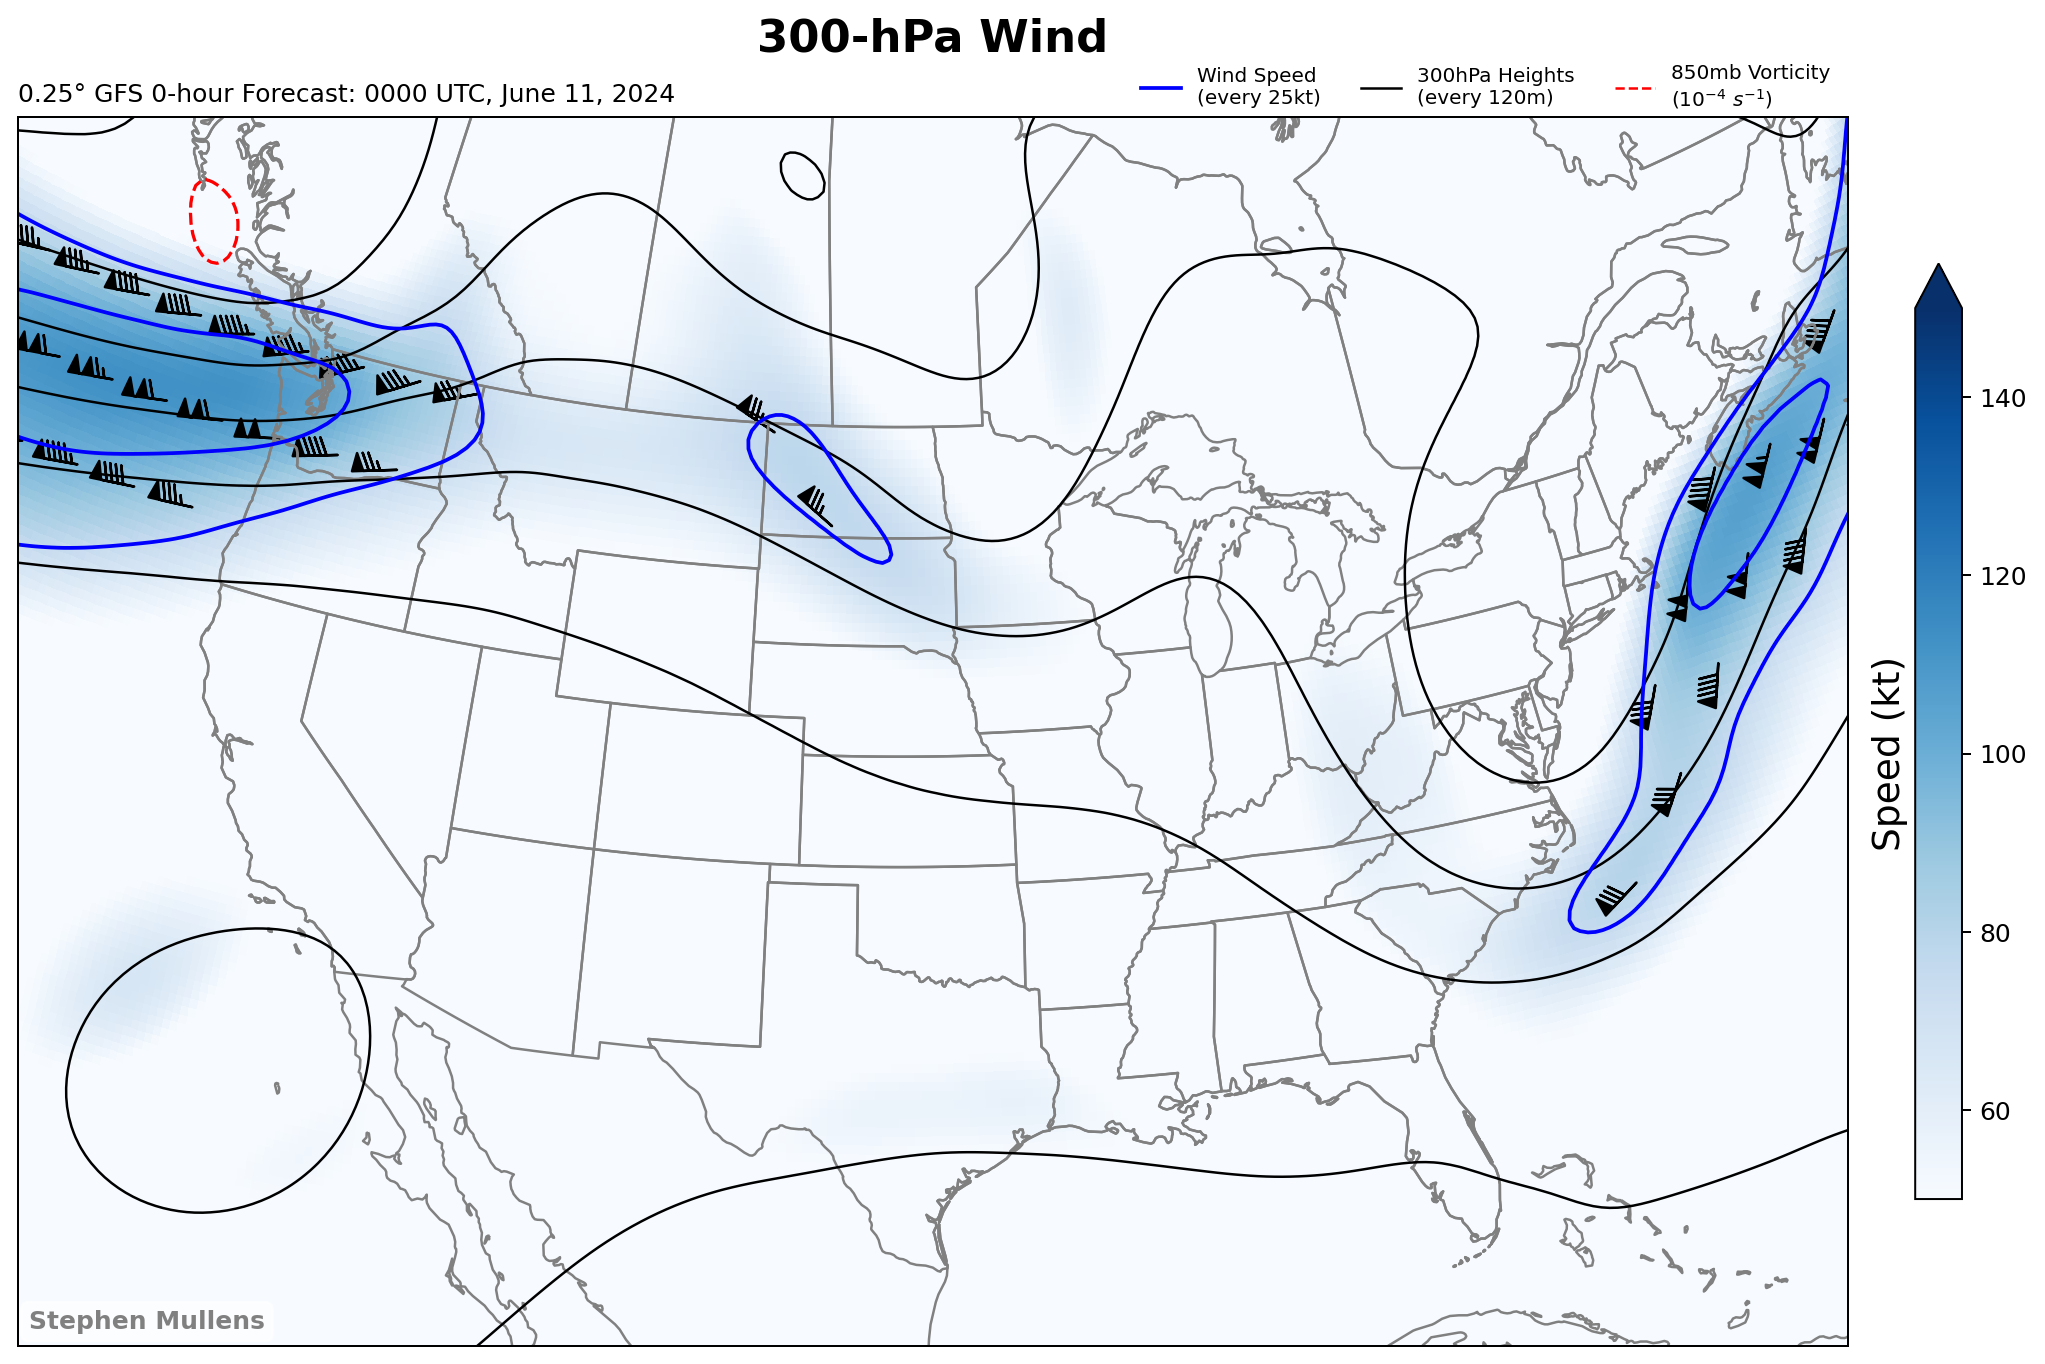 300-hPa Wind
0.25° GFS 0-hour Forecast: 0000 UTC, June 11, 2024
Wind Speed
(every 25kt)
300hPa Heights
(every 120m)
850mb Vorticity
(10⁻⁴ s⁻¹)
140
120
100
80
60
Speed (kt)
Stephen Mullens